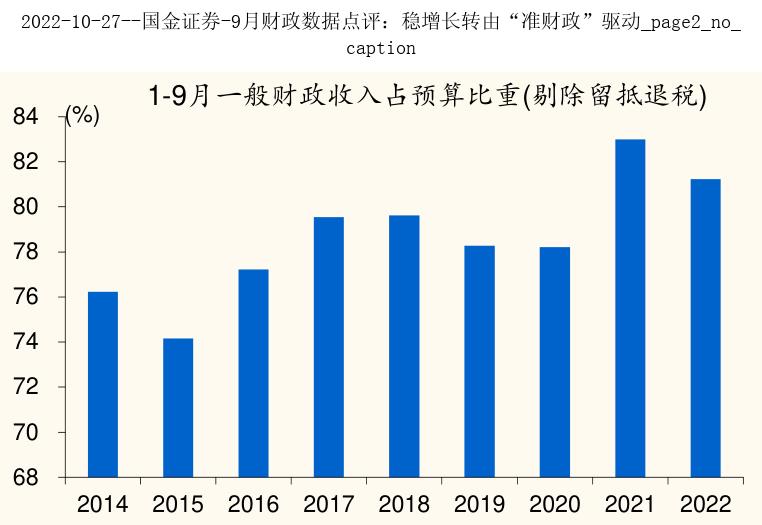 2022-10-27--国金证券-9月财政数据点评：稳增长转由“准财政”驱动_page2_no_
caption
1-9月一般财政收入占预算比重(剔除留抵退税)
(%)
84
82
80
78
76
74
72
70
68
2014 2015 2016 2017 2018 2019 2020 2021 2022